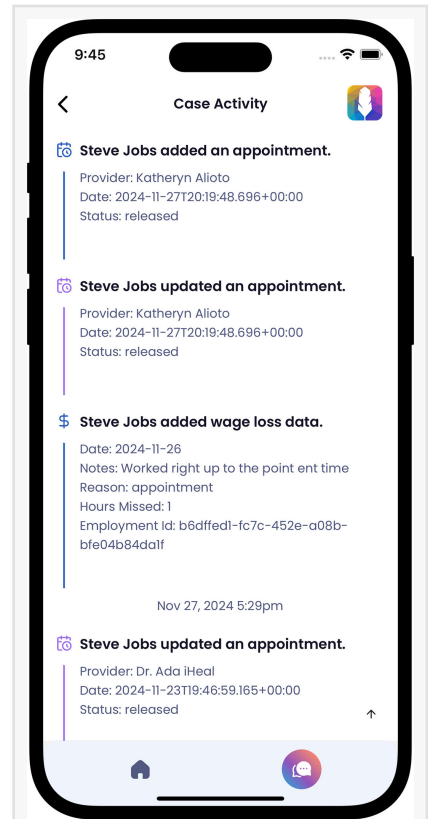 9:45
Case Activity
Steve Jobs added an appointment.
Provider: Katheryn Alioto
Date: 2024-11-27T20:19:48.696+00:00
Status: released
Steve Jobs updated an appointment.
Provider: Katheryn Alioto
Date: 2024-11-27T20:19:48.696+00:00
Status: released
$ Steve Jobs added wage loss data.
Date: 2024-11-26
Notes: Worked right up to the point ent time
Reason: appointment
Hours Missed: 1
Employment Id: b6dffed1-fc7c-452e-a08b-
bfe04b84da1f
Nov 27, 2024 5:29pm
Steve Jobs updated an appointment.
Provider: Dr. Ada iHeal
Date: 2024-11-23T19:46:59.165+00:00
Status: released